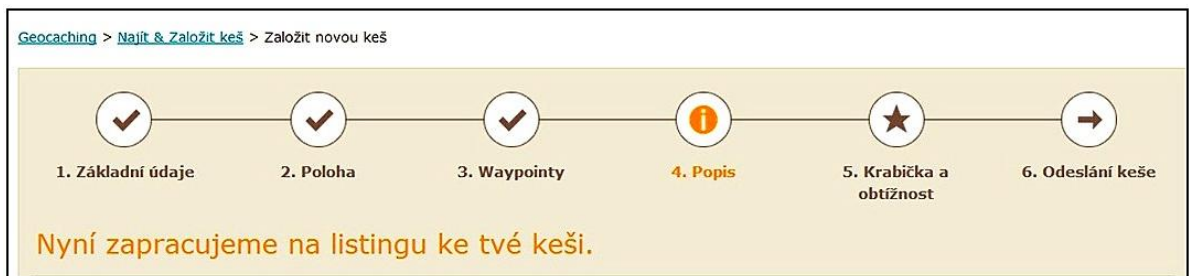 Geocaching > Najít & Založit keš > Založit novou keš
1. Základní údaje
2. Poloha
3. Waypointy
4. Popis
5. Krabička a
obtížnost
6. Odeslání keše
Nyní zapracujeme na listingu ke tvé keši.